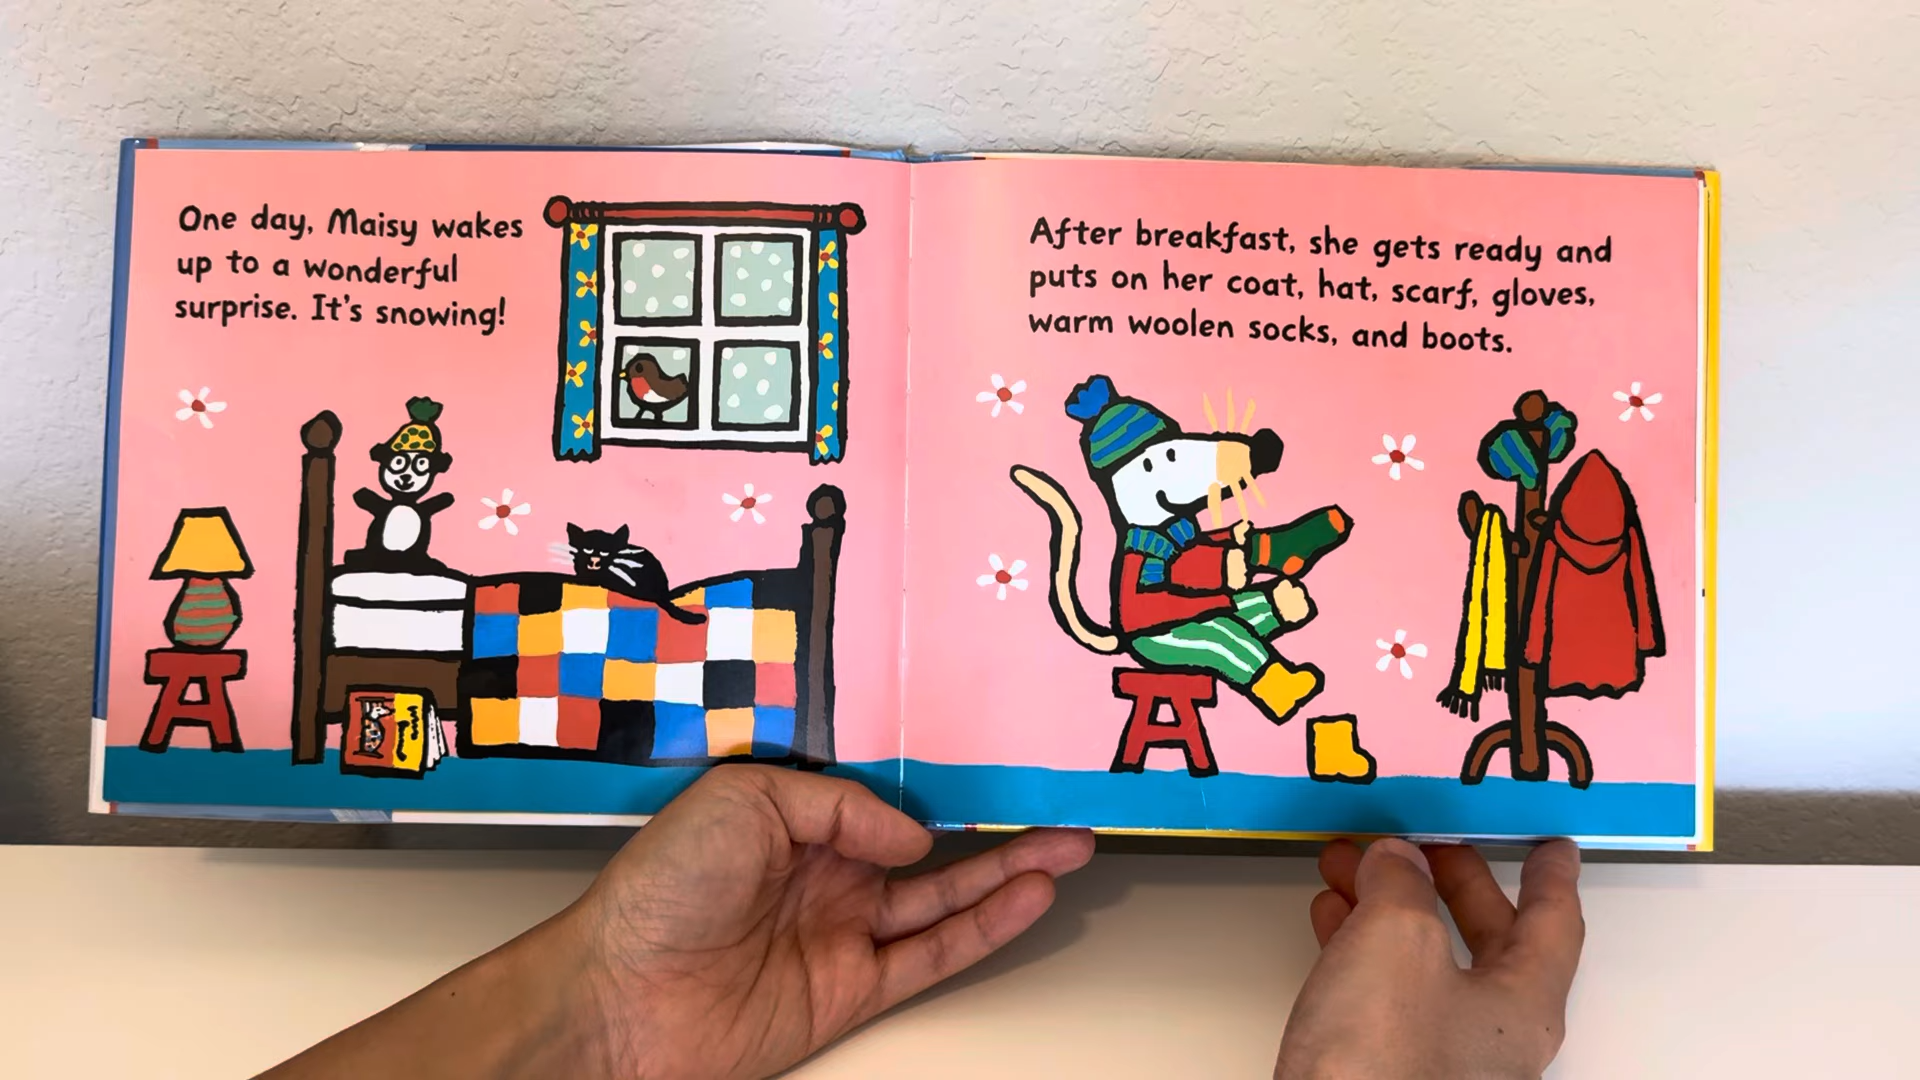 One day, Maisy wakes
up to a wonderful
surprise. It's snowing!
After breakfast, she gets ready and
puts on her coat, hat, scarf, gloves,
warm woolen socks, and boots.